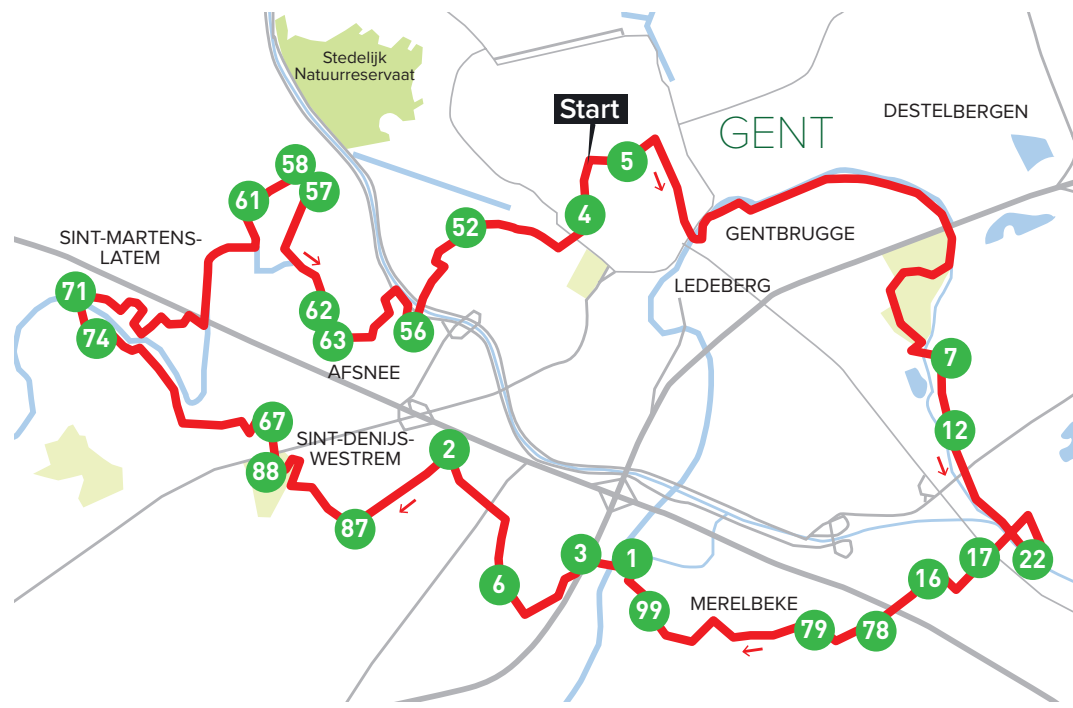 Stedelijk
Natuurreservaat
Start
GENT
DESTELBERGEN
5
58
57
61
4
52
SINT-MARTENS-
LATEM
GENTBRUGGE
LEDEBERG
71
62
74
63
56
AFSNEE
7
67
12
SINT-DENIJS-
WESTREM
2
88
87
3
1
17
22
6
16
99
MERELBEKE
79
78